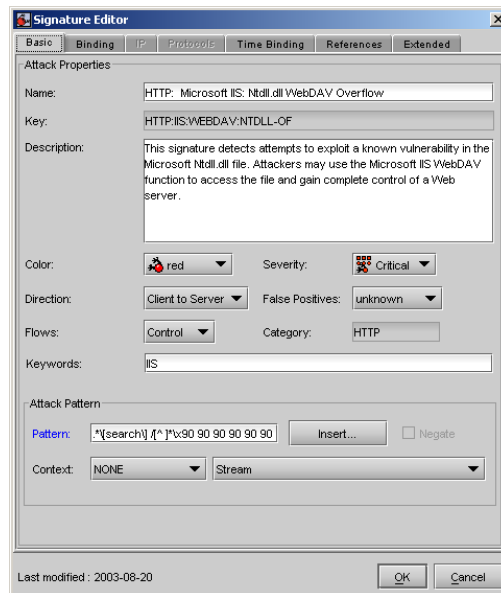 Signature Editor
Basic Binding IP Protocols Time Binding References Extended
Attack Properties
Name: HTTP: Microsoft IIS: Ntdll.dll WebDAV Overflow
Key: HTTP:IIS:WEBDAV:NTDLL-OF
Description: This signature detects attempts to exploit a known vulnerability in the
Microsoft Ntdll.dll file. Attackers may use the Microsoft IIS WebDAV
function to access the file and gain complete control of a Web
server.
Color: red Severity: Critical
Direction: Client to Server False Positives: unknown
Flows: Control Category: HTTP
Keywords: IIS
Attack Pattern
Pattern: .*\[search\] /[^ ]*\x90 90 90 90 90 90 Insert... Negate
Context: NONE Stream
Last modified : 2003-08-20 OK Cancel